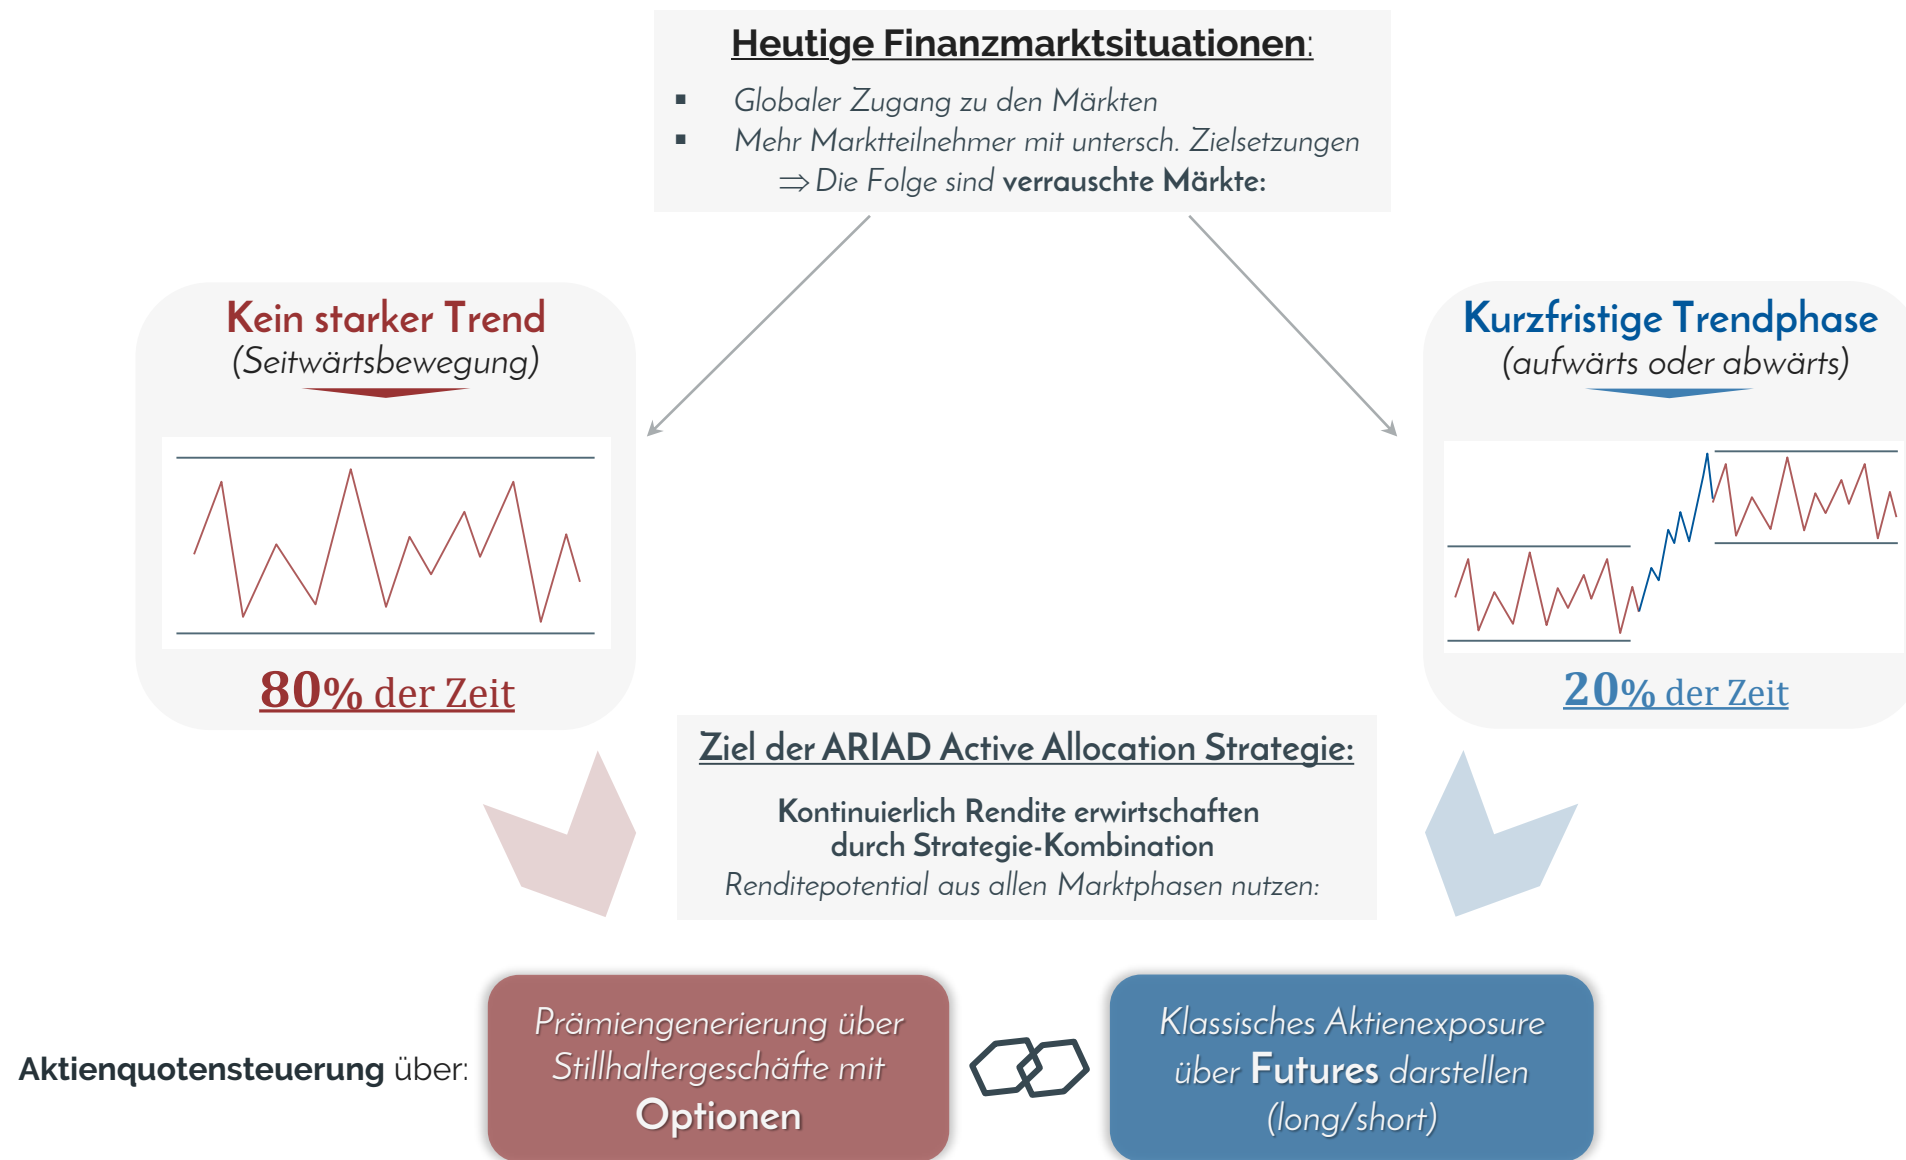 Heutige Finanzmarktsituationen:
▪ Globaler Zugang zu den Märkten
▪ Mehr Marktteilnehmer mit untersch. Zielsetzungen
⇒ Die Folge sind verrauschte Märkte:
Kein starker Trend
(Seitwärtsbewegung)
80% der Zeit
Kurzfristige Trendphase
(aufwärts oder abwärts)
20% der Zeit
Ziel der ARIAD Active Allocation Strategie:
Kontinuierlich Rendite erwirtschaften
durch Strategie-Kombination
Renditepotential aus allen Marktphasen nutzen:
Aktienquotensteuerung über:
Prämiengenerierung über
Stillhaltergeschäfte mit
Optionen
Klassisches Aktienexposure
über Futures darstellen
(long/short)